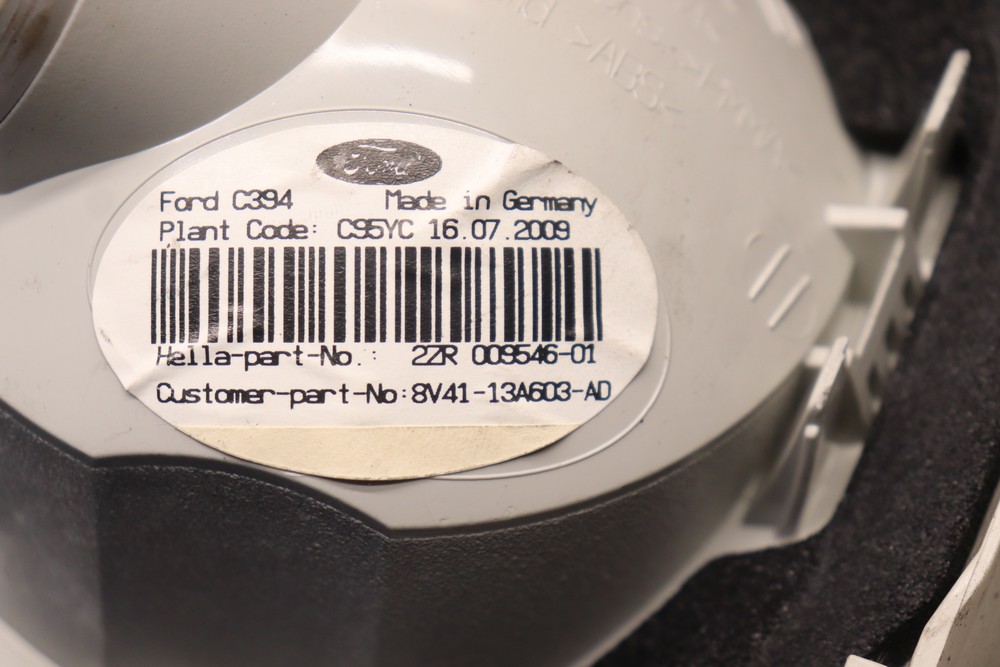 Ford
Ford C394 Made in Germany
Plant Code: C95YC 16.07.2009
Hella-part-No.: 2ZR 009546-01
Customer-part-No:8V41-13A603-AD
>ABS<